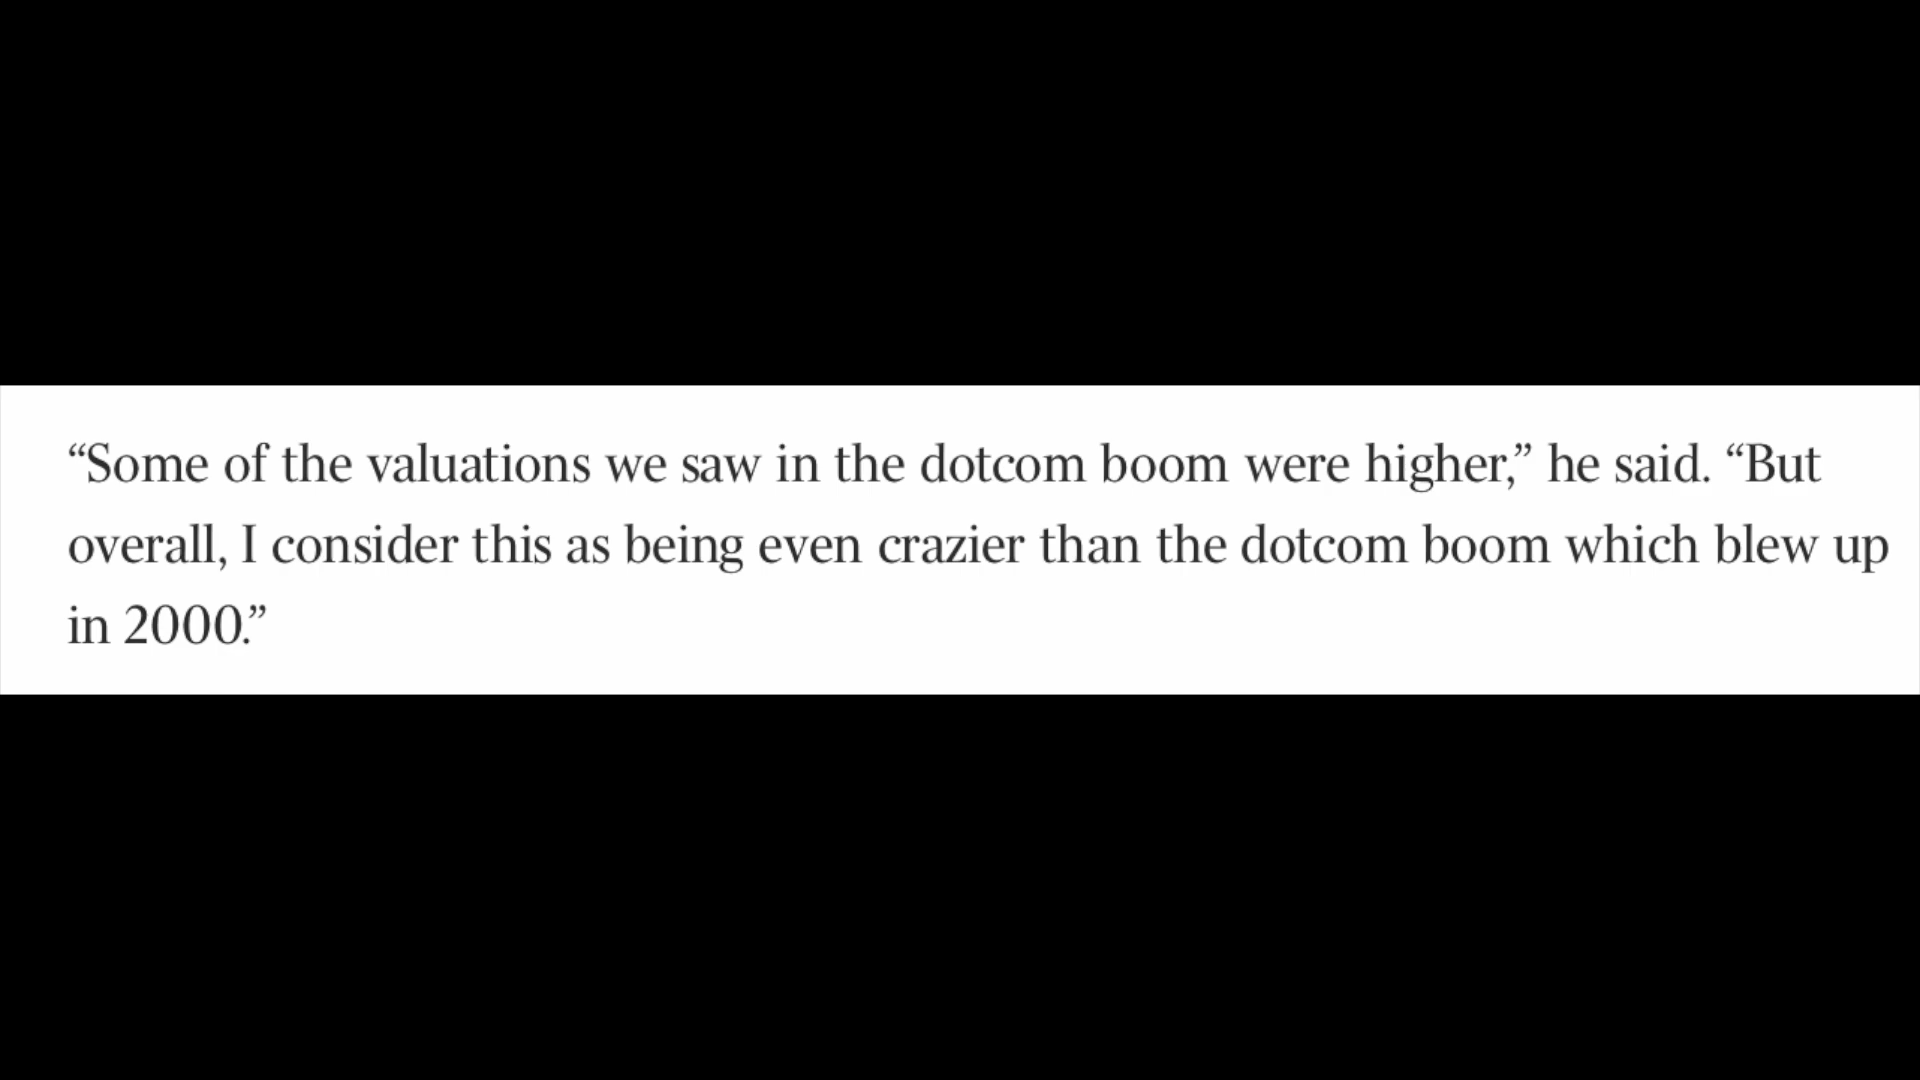 “Some of the valuations we saw in the dotcom boom were higher,” he said. “But
overall, I consider this as being even crazier than the dotcom boom which blew up
in 2000.”